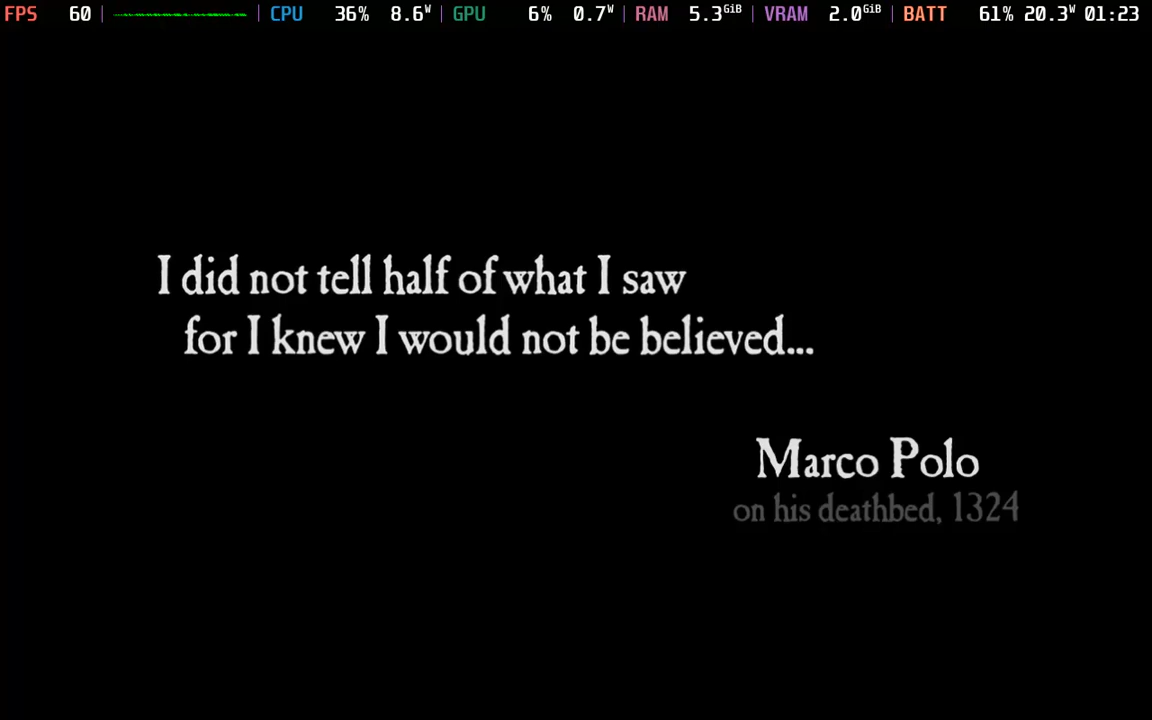 FPS 60 CPU 36% 8.6W GPU 6% 0.7W RAM 5.3GiB VRAM 2.0GiB BATT 61% 20.3W 01:23
I did not tell half of what I saw
for I knew I would not be believed...
Marco Polo
on his deathbed, 1324